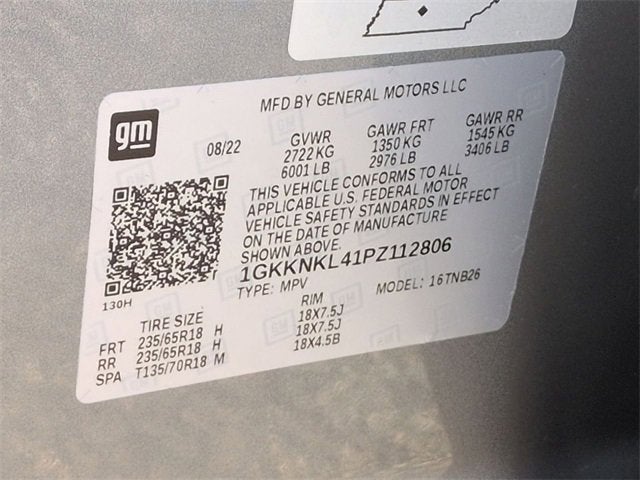 MFD BY GENERAL MOTORS LLC
gm
08/22
GVWR GAWR FRT GAWR RR
2722 KG 1350 KG 1545 KG
6001 LB 2976 LB 3406 LB
THIS VEHICLE CONFORMS TO ALL
APPLICABLE U.S. FEDERAL MOTOR
VEHICLE SAFETY STANDARDS IN EFFECT
ON THE DATE OF MANUFACTURE
SHOWN ABOVE.
1GKKNKL41PZ112806
130H
TYPE: MPV MODEL: 16TNB26
TIRE SIZE RIM
FRT 235/65R18 H 18X7.5J
RR 235/65R18 H 18X7.5J
SPA T135/70R18 M 18X4.5B